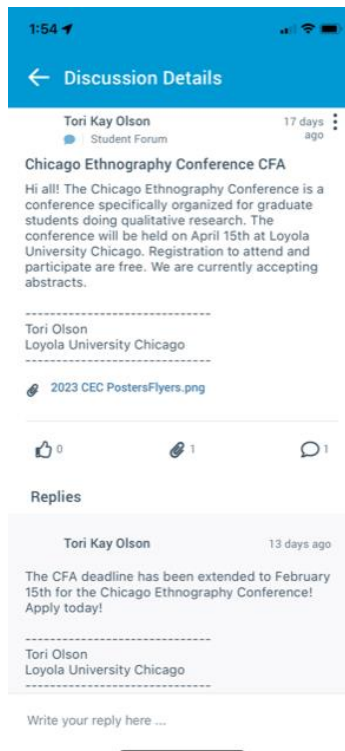 1:54
Discussion Details
Tori Kay Olson
17 days ago
Student Forum
Chicago Ethnography Conference CFA
Hi all! The Chicago Ethnography Conference is a
conference specifically organized for graduate
students doing qualitative research. The
conference will be held on April 15th at Loyola
University Chicago. Registration to attend and
participate are free. We are currently accepting
abstracts.
------------------------------
Tori Olson
Loyola University Chicago
------------------------------
2023 CEC PostersFlyers.png
0
1
1
Replies
Tori Kay Olson
13 days ago
The CFA deadline has been extended to February
15th for the Chicago Ethnography Conference!
Apply today!
------------------------------
Tori Olson
Loyola University Chicago
------------------------------
Write your reply here ...